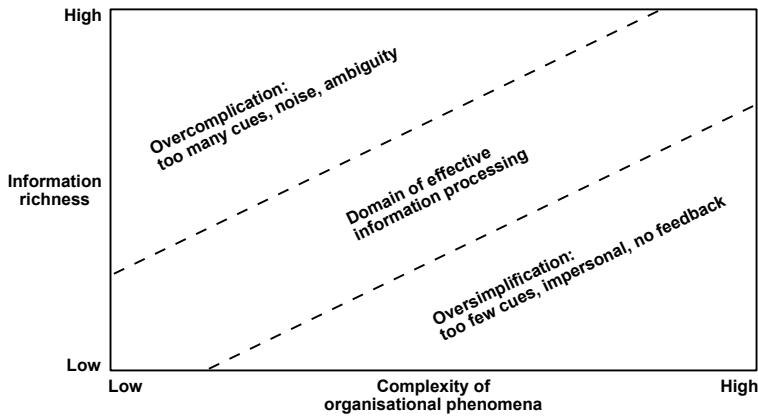 High
Overcomplication:
too many cues, noise, ambiguity
Information
richness
Domain of effective
information processing
Oversimplification:
too few cues, impersonal, no feedback
Low
Low
Complexity of
organisational phenomena
High